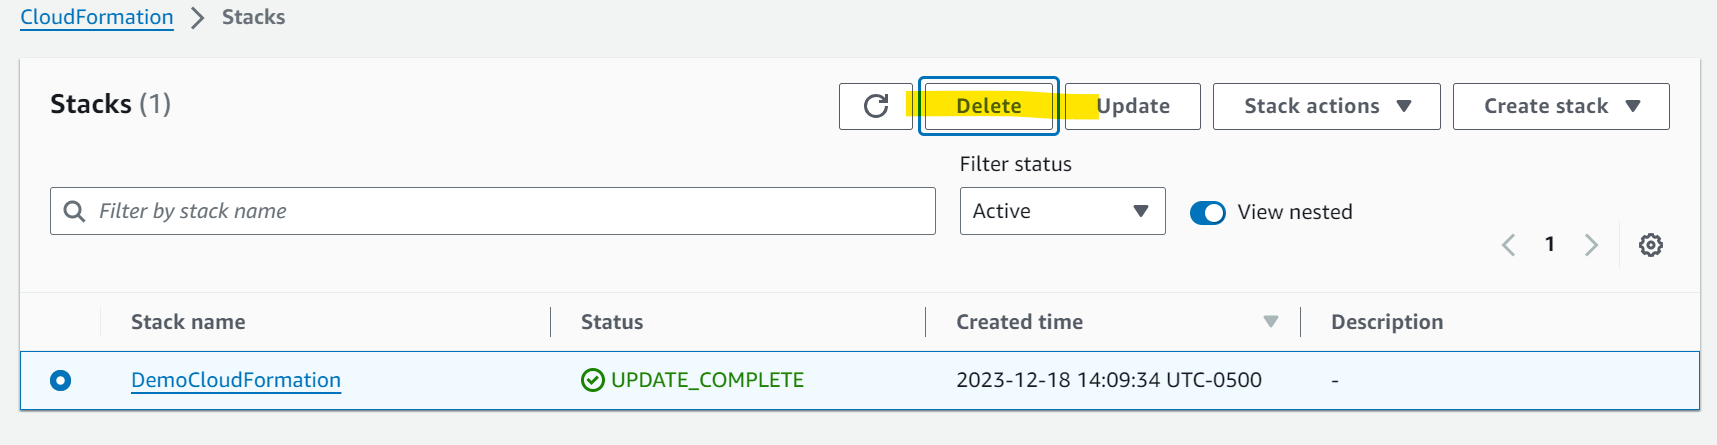 CloudFormation > Stacks
Stacks (1)
Delete
Update
Stack actions
Create stack
Filter status
Filter by stack name
Active
View nested
1
Stack name Status Created time Description
DemoCloudFormation UPDATE_COMPLETE 2023-12-18 14:09:34 UTC-0500 -